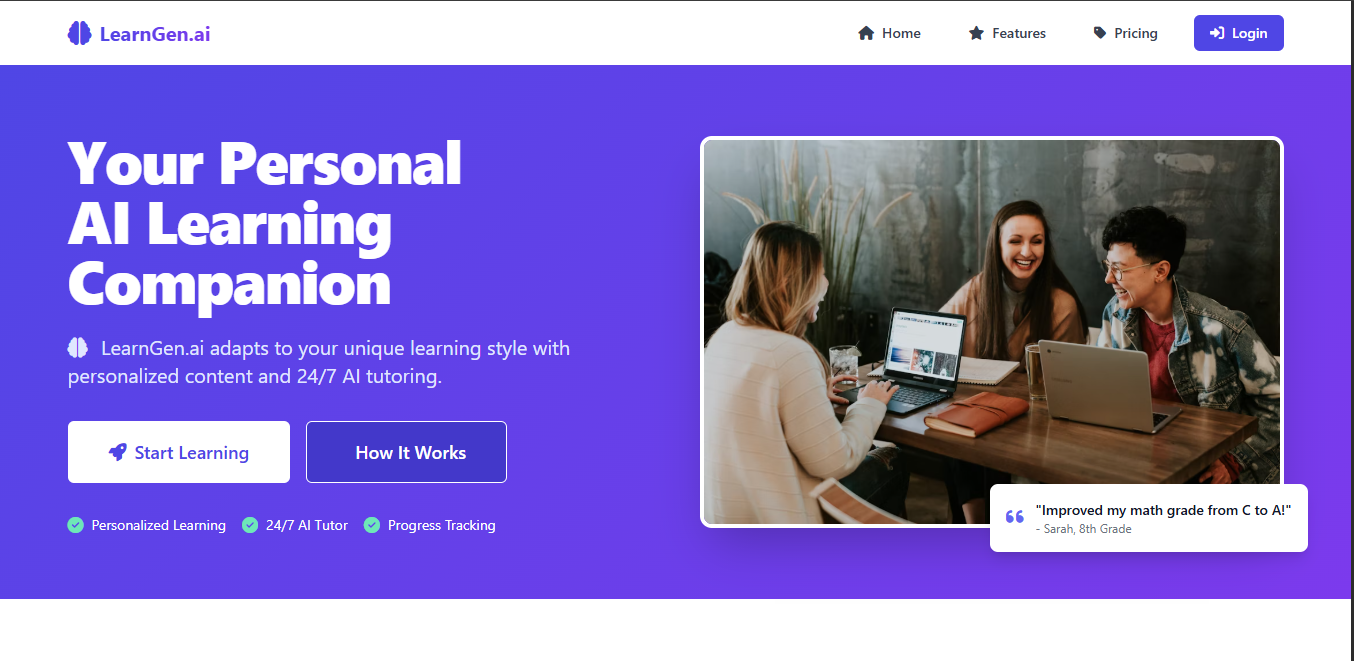 LearnGen.ai
Home
Features
Pricing
Login
Your Personal
AI Learning
Companion
LearnGen.ai adapts to your unique learning style with
personalized content and 24/7 AI tutoring.
Start Learning
How It Works
Personalized Learning
24/7 AI Tutor
Progress Tracking
"Improved my math grade from C to A!"
- Sarah, 8th Grade